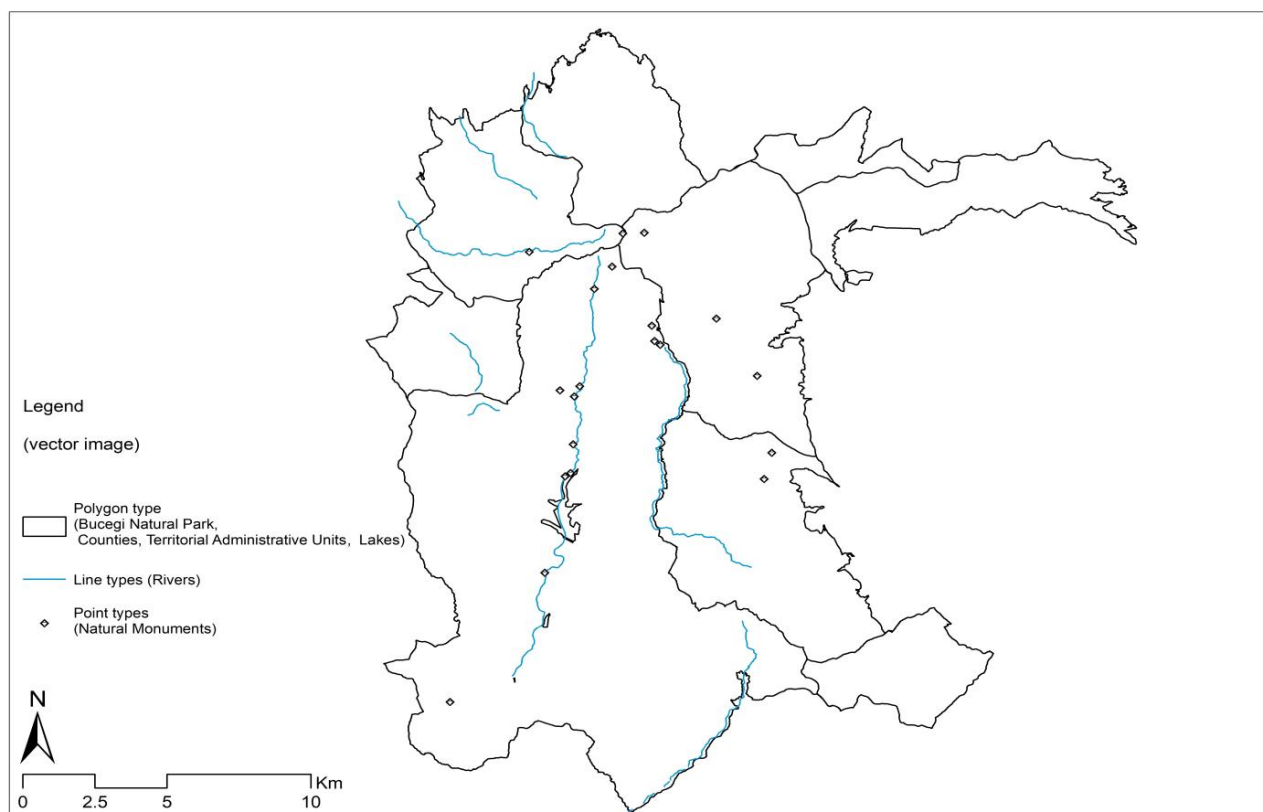 Legend
(vector image)
Polygon type
(Bucegi Natural Park,
Counties, Territorial Administrative Units, Lakes)
Line types (Rivers)
Point types
(Natural Monuments)
N
Km
0 2.5 5 10